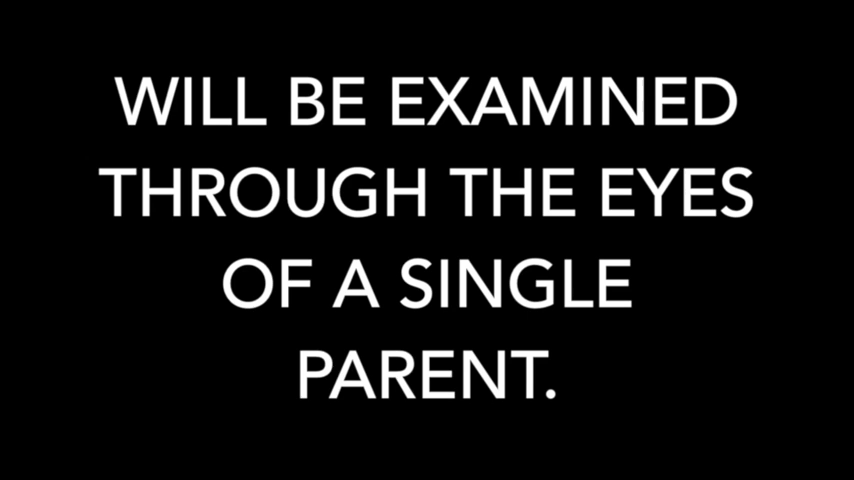 WILL BE EXAMINED
THROUGH THE EYES
OF A SINGLE
PARENT.